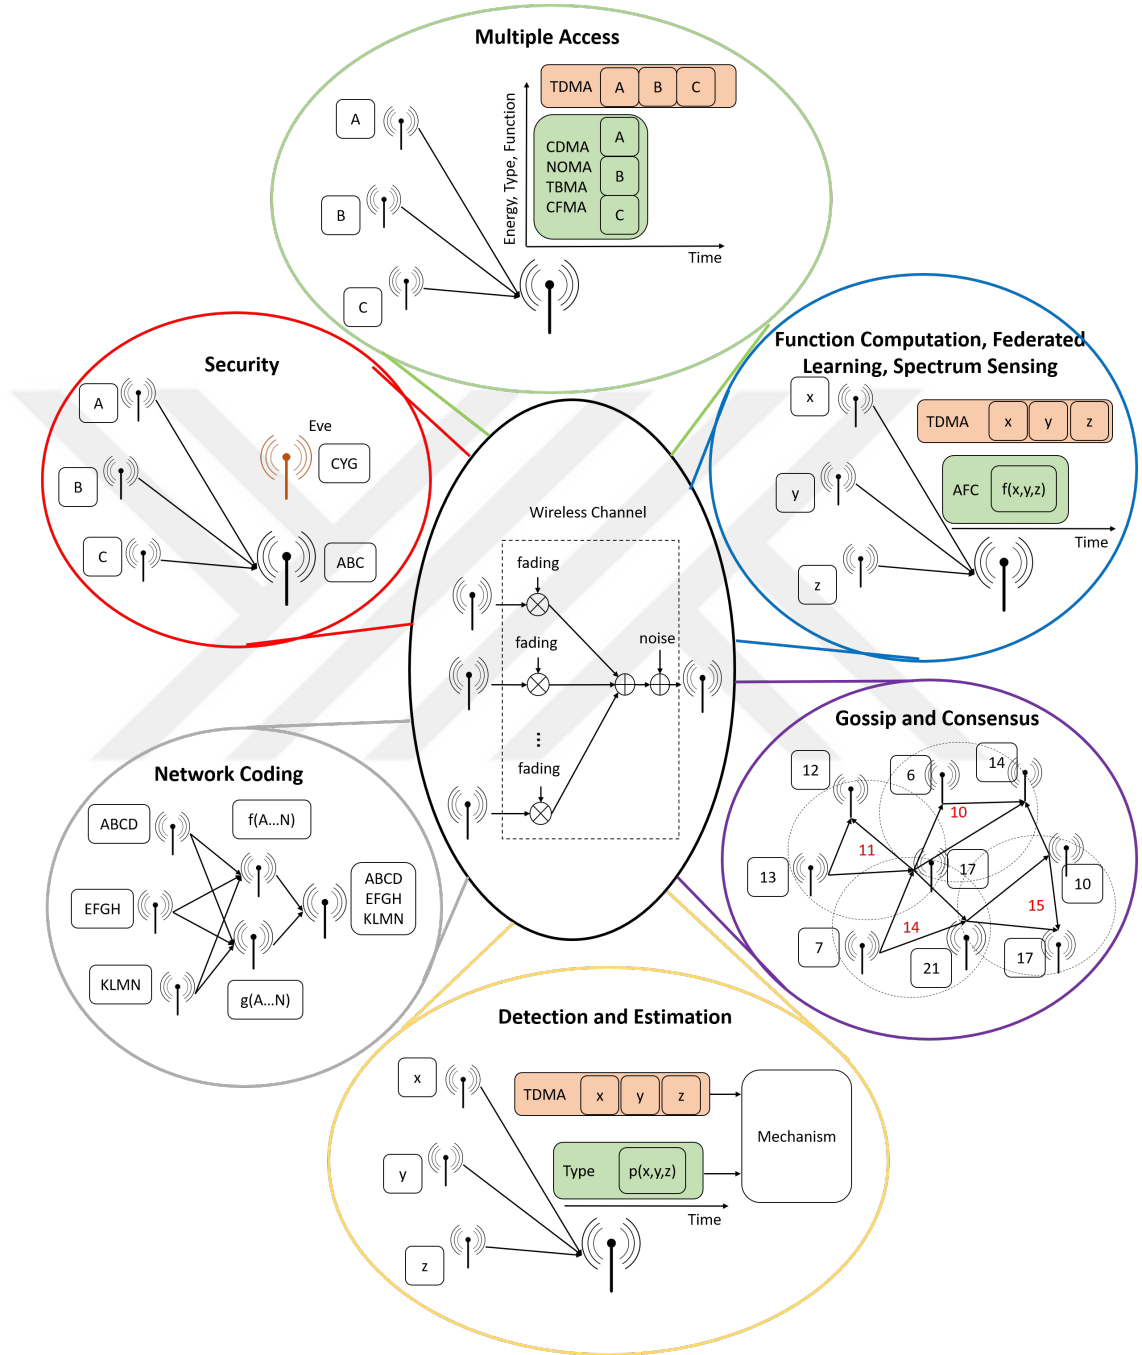 Multiple Access
TDMA A B C
A
B
C
Energy, Type, Function
CDMA
NOMA
TBMA
CFMA
A
B
C
Time
Security
A
B
C
Eve
CYG
ABC
Function Computation, Federated
Learning, Spectrum Sensing
x
y
z
TDMA x y z
AFC f(x,y,z)
Time
Wireless Channel
fading
fading
noise
...
fading
Network Coding
ABCD
EFGH
KLMN
f(A...N)
g(A...N)
ABCD
EFGH
KLMN
Gossip and Consensus
12
6
14
10
11
13
17
10
7
14
15
21
17
Detection and Estimation
x
y
z
TDMA x y z
Type p(x,y,z)
Mechanism
Time